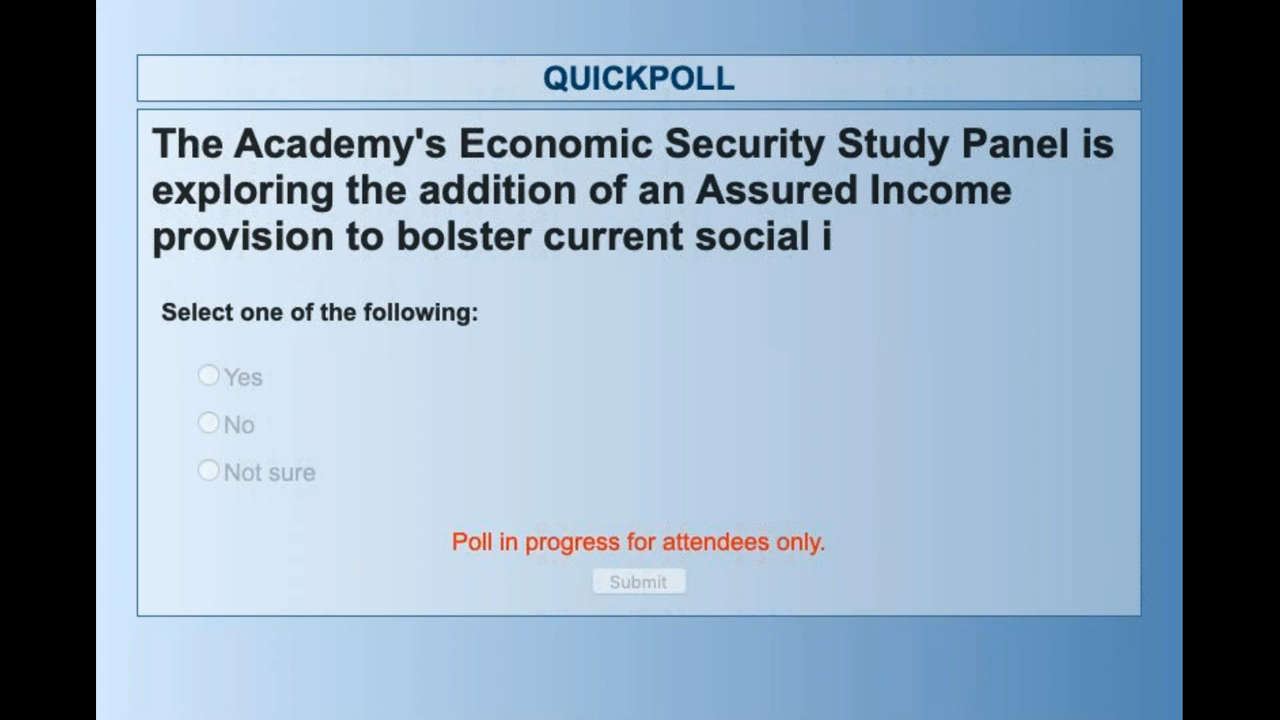 QUICKPOLL
The Academy's Economic Security Study Panel is
exploring the addition of an Assured Income
provision to bolster current social i
Select one of the following:
Yes
No
Not sure
Poll in progress for attendees only.
Submit